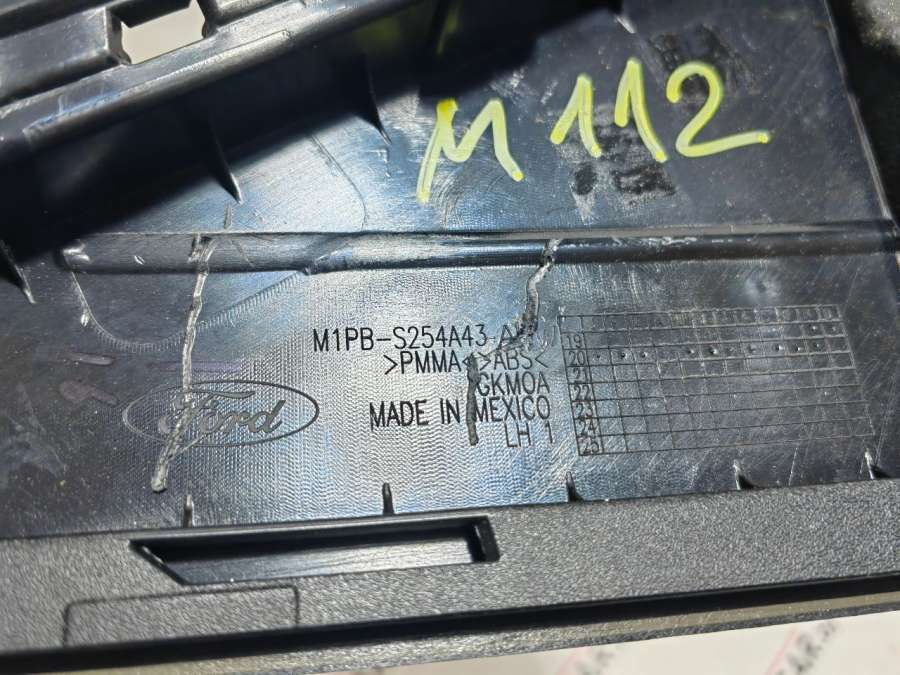 M112
M1PB-S254A43-A
>PMMA< >ABS<
GKMOA
MADE IN MEXICO
LH 1
Ford
19
20
21
22
23
24
25